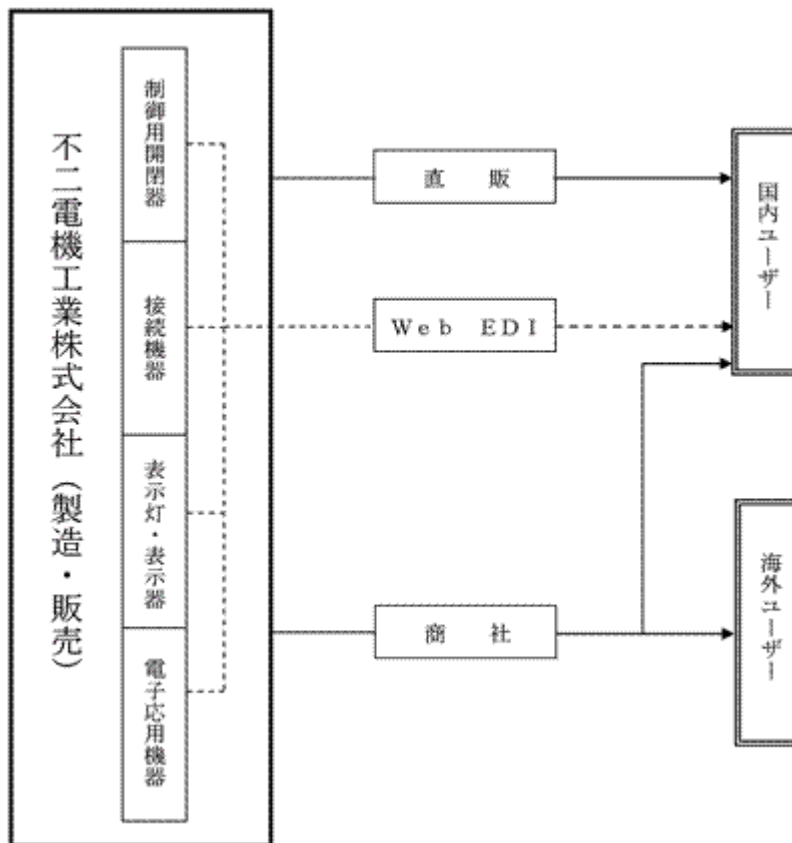 不二電機工業株式会社（製造・販売）
制御用開閉器
接続機器
表示灯・表示器
電子応用機器
直　販
Ｗｅｂ　ＥＤＩ
商　社
国内ユーザー
海外ユーザー